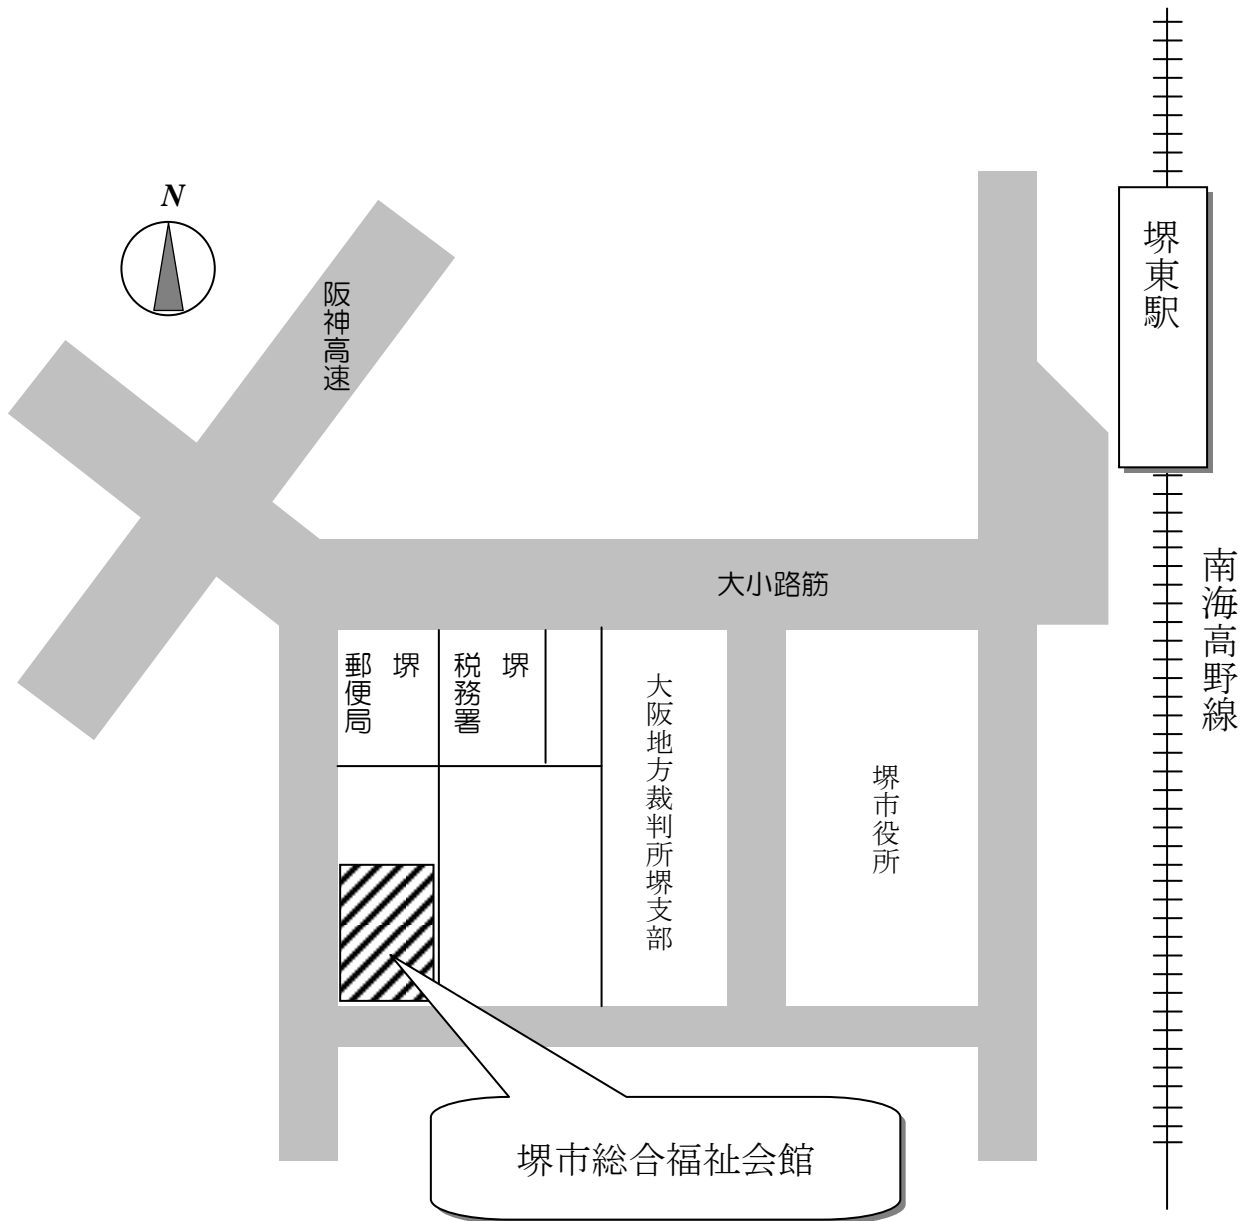 N
堺東駅
阪神高速
南海高野線
大小路筋
堺
郵便局
堺
税務署
大阪地方裁判所堺支部
堺市役所
堺市総合福祉会館